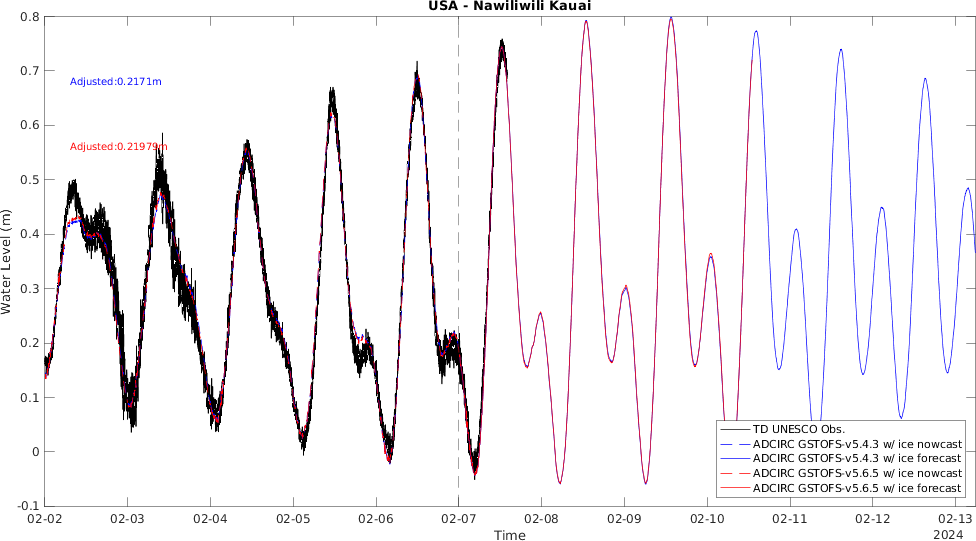 USA - Nawiliwili Kauai
0.8
0.7
0.6
0.5
0.4
0.3
0.2
0.1
0
-0.1
Water Level (m)
Adjusted:0.2171m
Adjusted:0.21979m
TD UNESCO Obs.
ADCIRC GSTOFS-v5.4.3 w/ ice nowcast
ADCIRC GSTOFS-v5.4.3 w/ ice forecast
ADCIRC GSTOFS-v5.6.5 w/ ice nowcast
ADCIRC GSTOFS-v5.6.5 w/ ice forecast
02-02 02-03 02-04 02-05 02-06 02-07 02-08 02-09 02-10 02-11 02-12 02-13
Time 2024